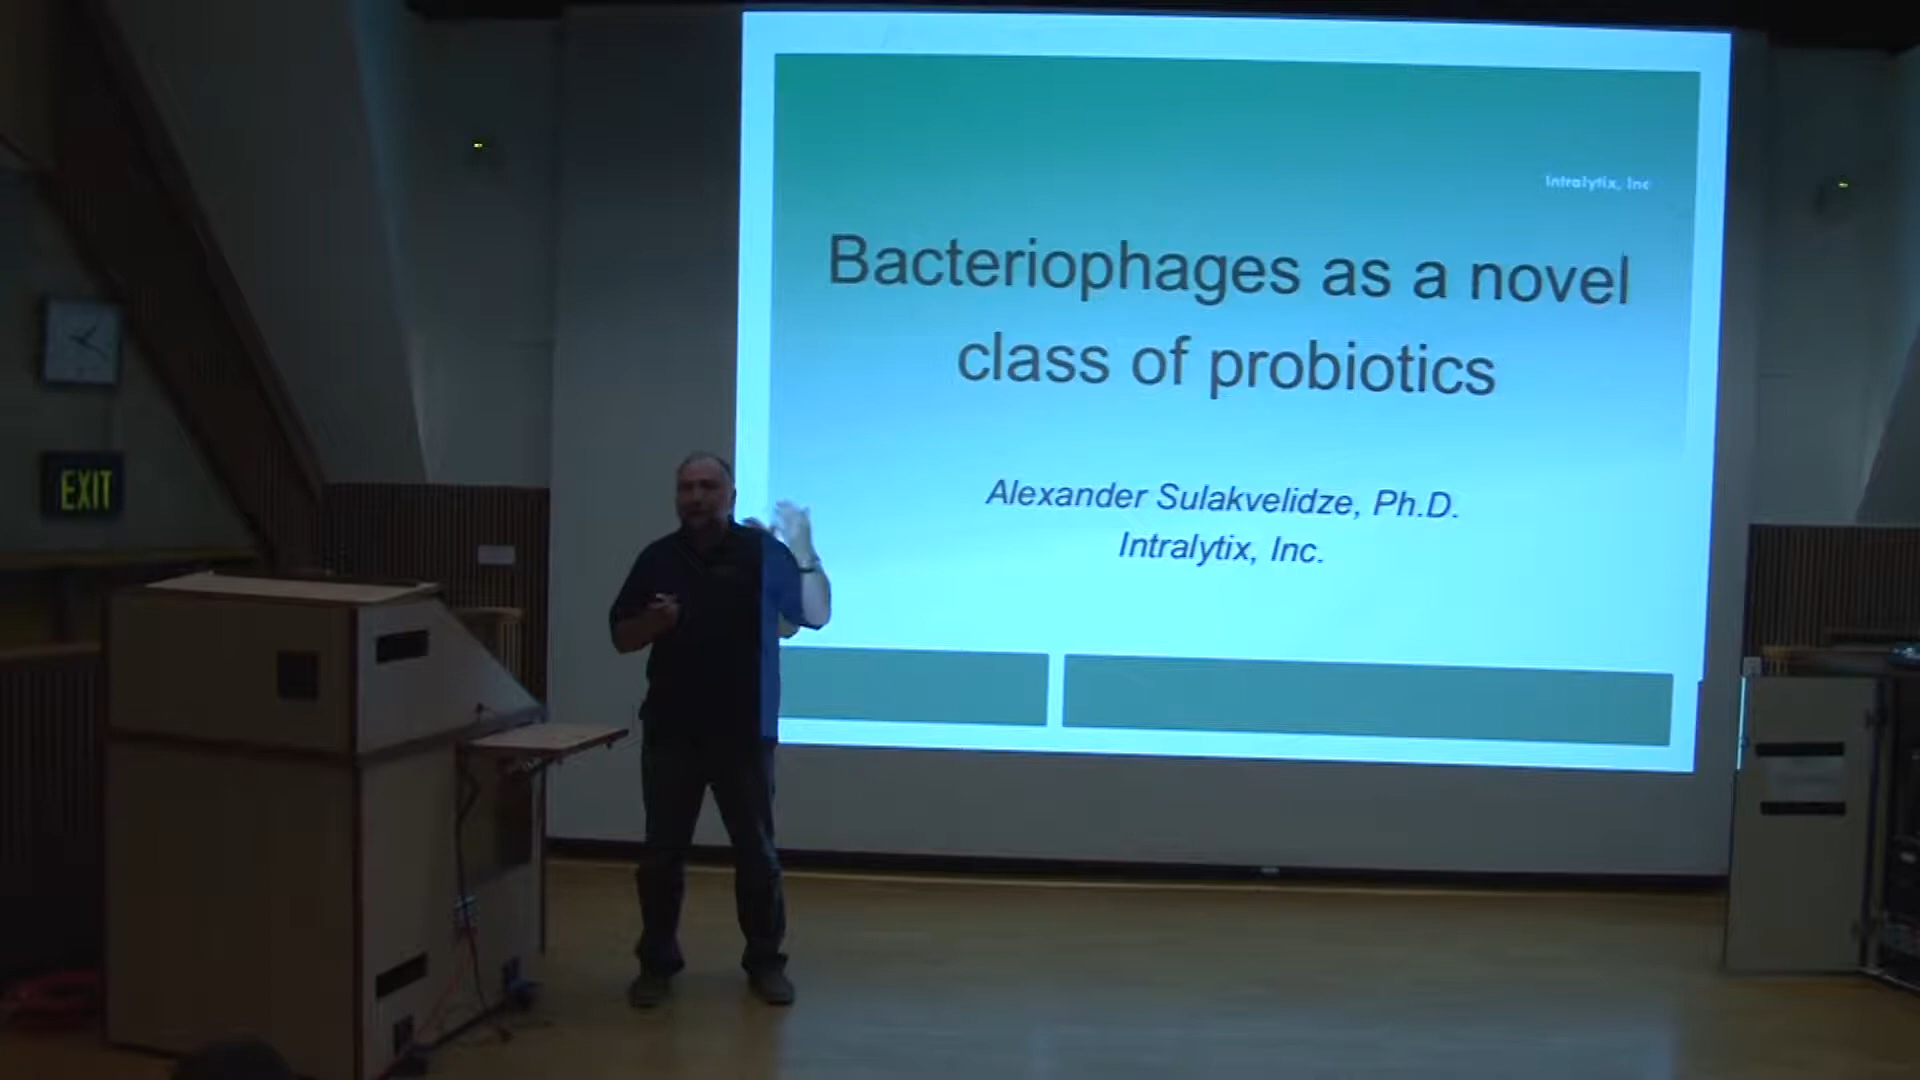 Intralytix, Inc
Bacteriophages as a novel
class of probiotics
Alexander Sulakvelidze, Ph.D.
Intralytix, Inc.
EXIT